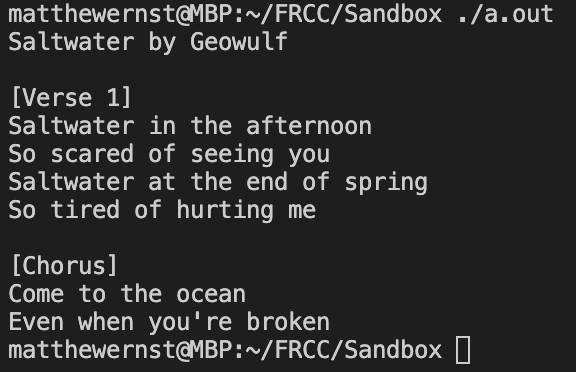 matthewernst@MBP:~/FRCC/Sandbox ./a.out
Saltwater by Geowulf

[Verse 1]
Saltwater in the afternoon
So scared of seeing you
Saltwater at the end of spring
So tired of hurting me

[Chorus]
Come to the ocean
Even when you're broken
matthewernst@MBP:~/FRCC/Sandbox